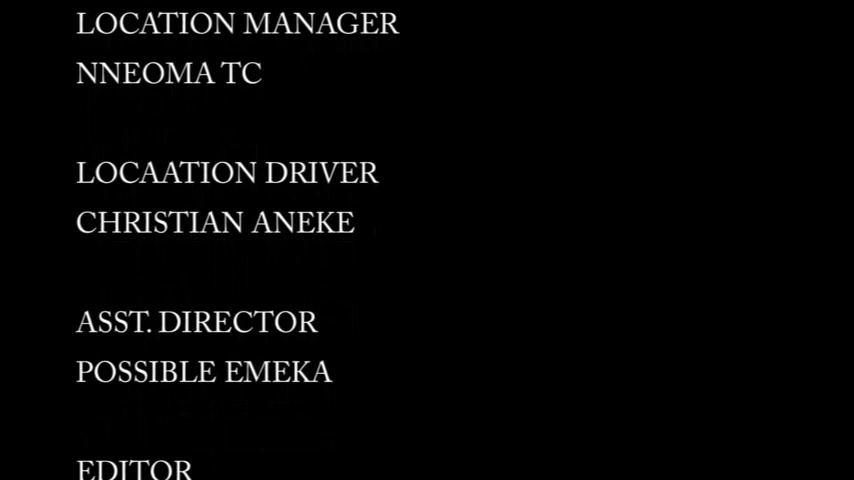 LOCATION MANAGER
NNEOMA TC
LOCAATION DRIVER
CHRISTIAN ANEKE
ASST. DIRECTOR
POSSIBLE EMEKA
EDITOR